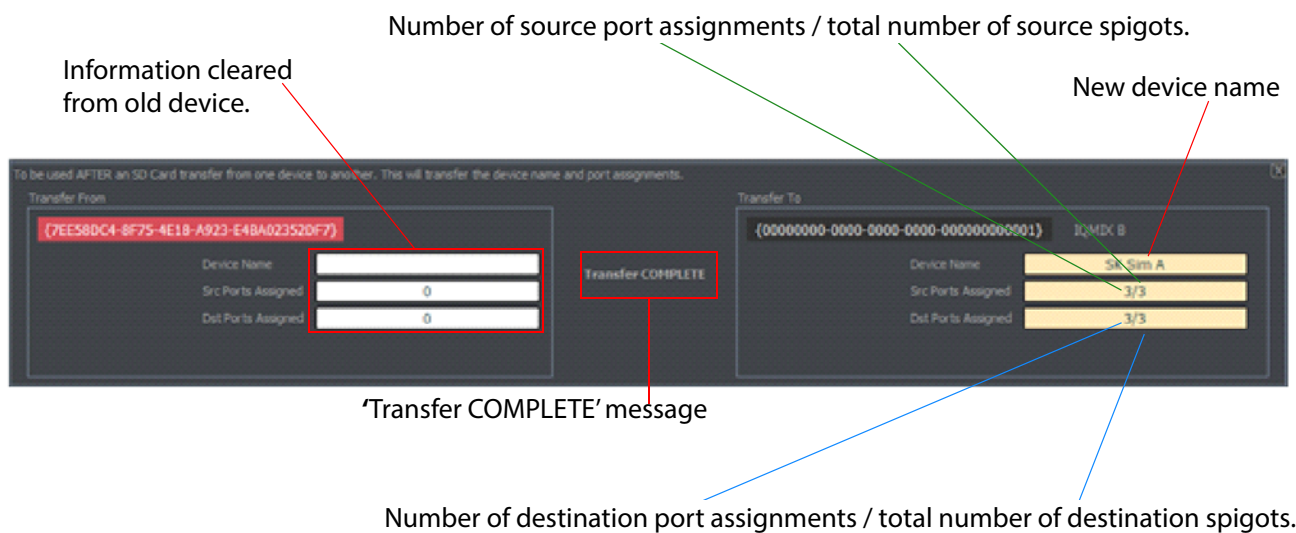 Number of source port assignments / total number of source spigots.
Information cleared
from old device.
New device name
To be used AFTER an SD Card transfer from one device to another. This will transfer the device name and port assignments.
Transfer From
Transfer To
{7EE58DC4-8F75-4E18-A923-E4BA02352DF7}
{00000000-0000-0000-0000-000000000001}
IQMIX B
Device Name
Transfer COMPLETE
Device Name
SK Sim A
Src Ports Assigned
0
Src Ports Assigned
3/3
Dst Ports Assigned
0
Dst Ports Assigned
3/3
'Transfer COMPLETE' message
Number of destination port assignments / total number of destination spigots.